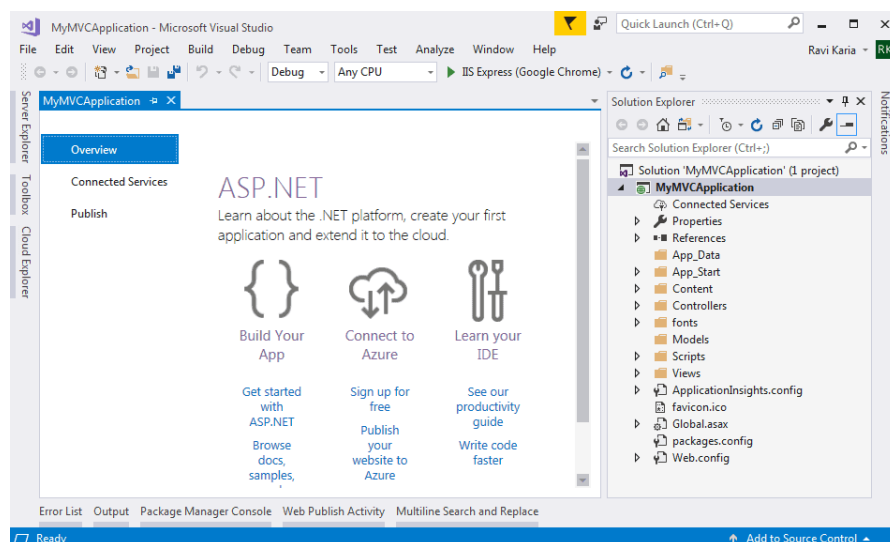 MyMVCApplication - Microsoft Visual Studio
Quick Launch (Ctrl+Q)
File Edit View Project Build Debug Team Tools Test Analyze Window Help
Ravi Karia
RK
Debug Any CPU IIS Express (Google Chrome)
Server Explorer
Toolbox
Cloud Explorer
MyMVCApplication
Overview
Connected Services
Publish
ASP.NET
Learn about the .NET platform, create your first
application and extend it to the cloud.
Build Your
App
Get started
with
ASP.NET
Browse
docs,
samples,
Connect to
Azure
Sign up for
free
Publish
your
website to
Azure
Learn your
IDE
See our
productivity
guide
Write code
faster
Solution Explorer
Search Solution Explorer (Ctrl+;)
Solution 'MyMVCApplication' (1 project)
MyMVCApplication
Connected Services
Properties
References
App_Data
App_Start
Content
Controllers
fonts
Models
Scripts
Views
ApplicationInsights.config
favicon.ico
Global.asax
packages.config
Web.config
Notifications
Error List Output Package Manager Console Web Publish Activity Multiline Search and Replace
Ready
Add to Source Control